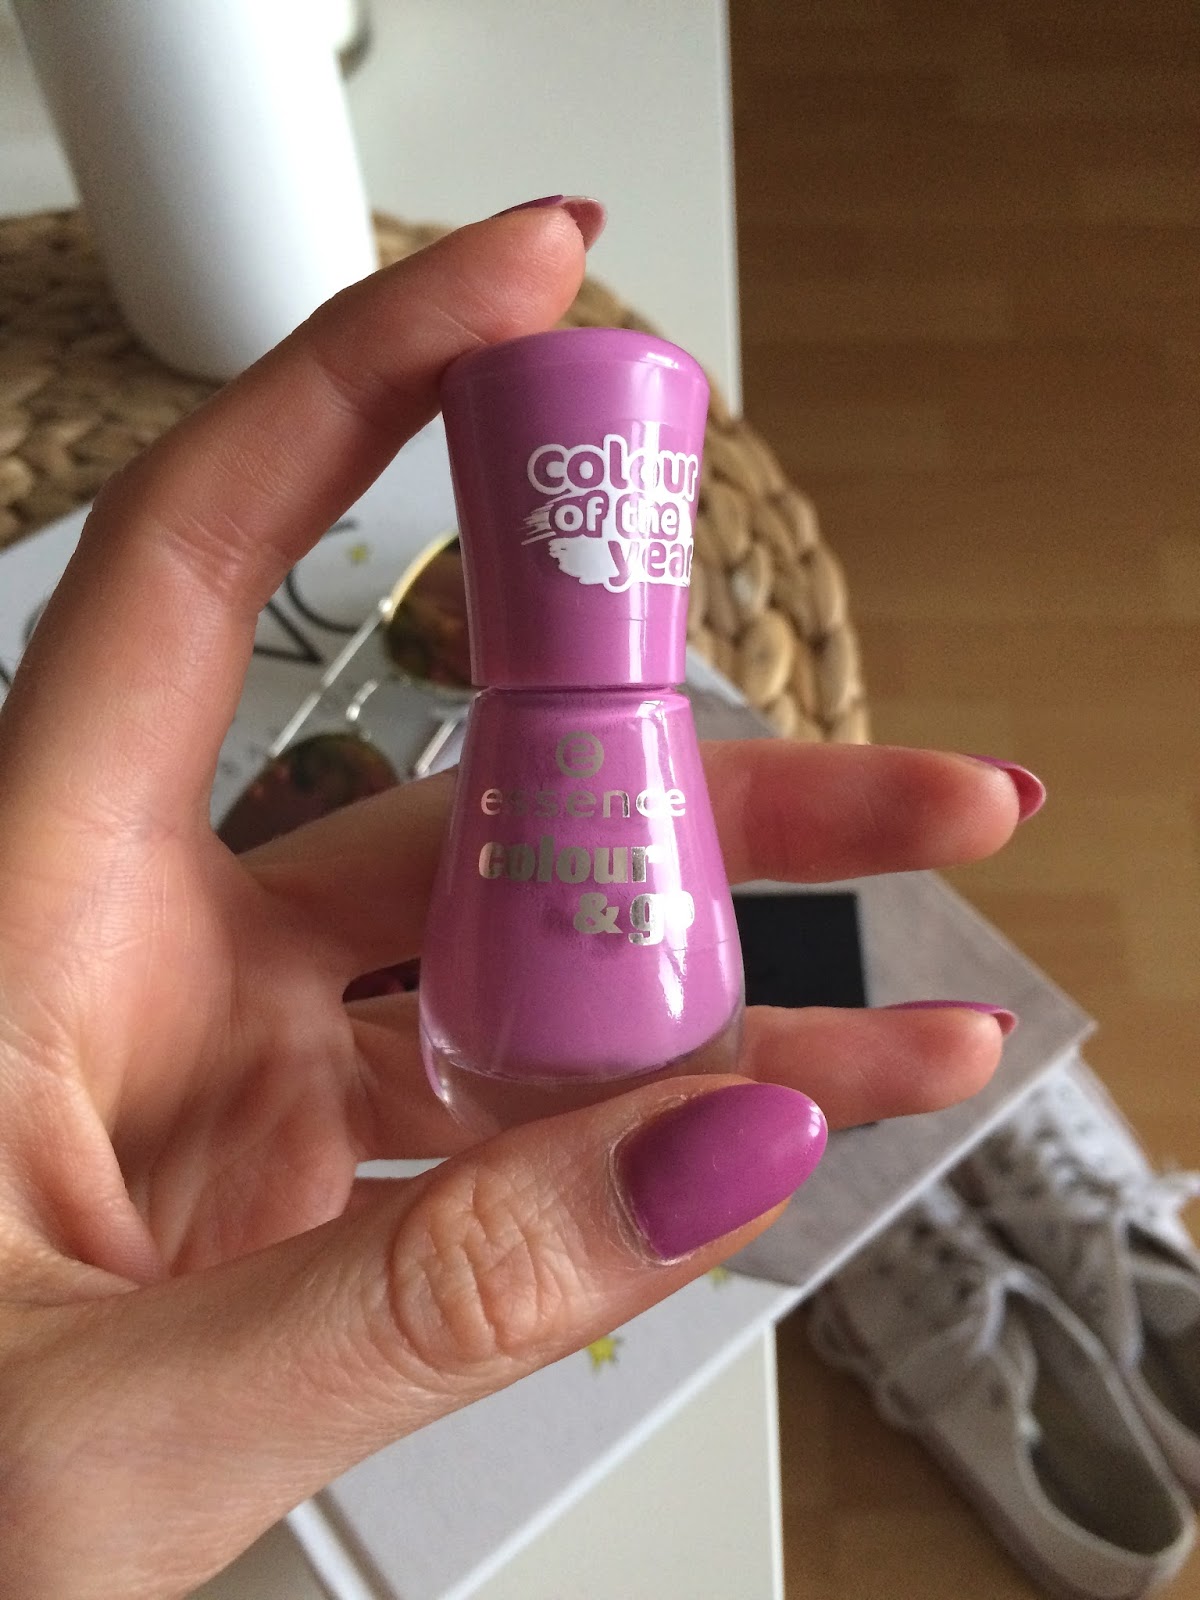 colour
of the
year
e
essence
colour
& go